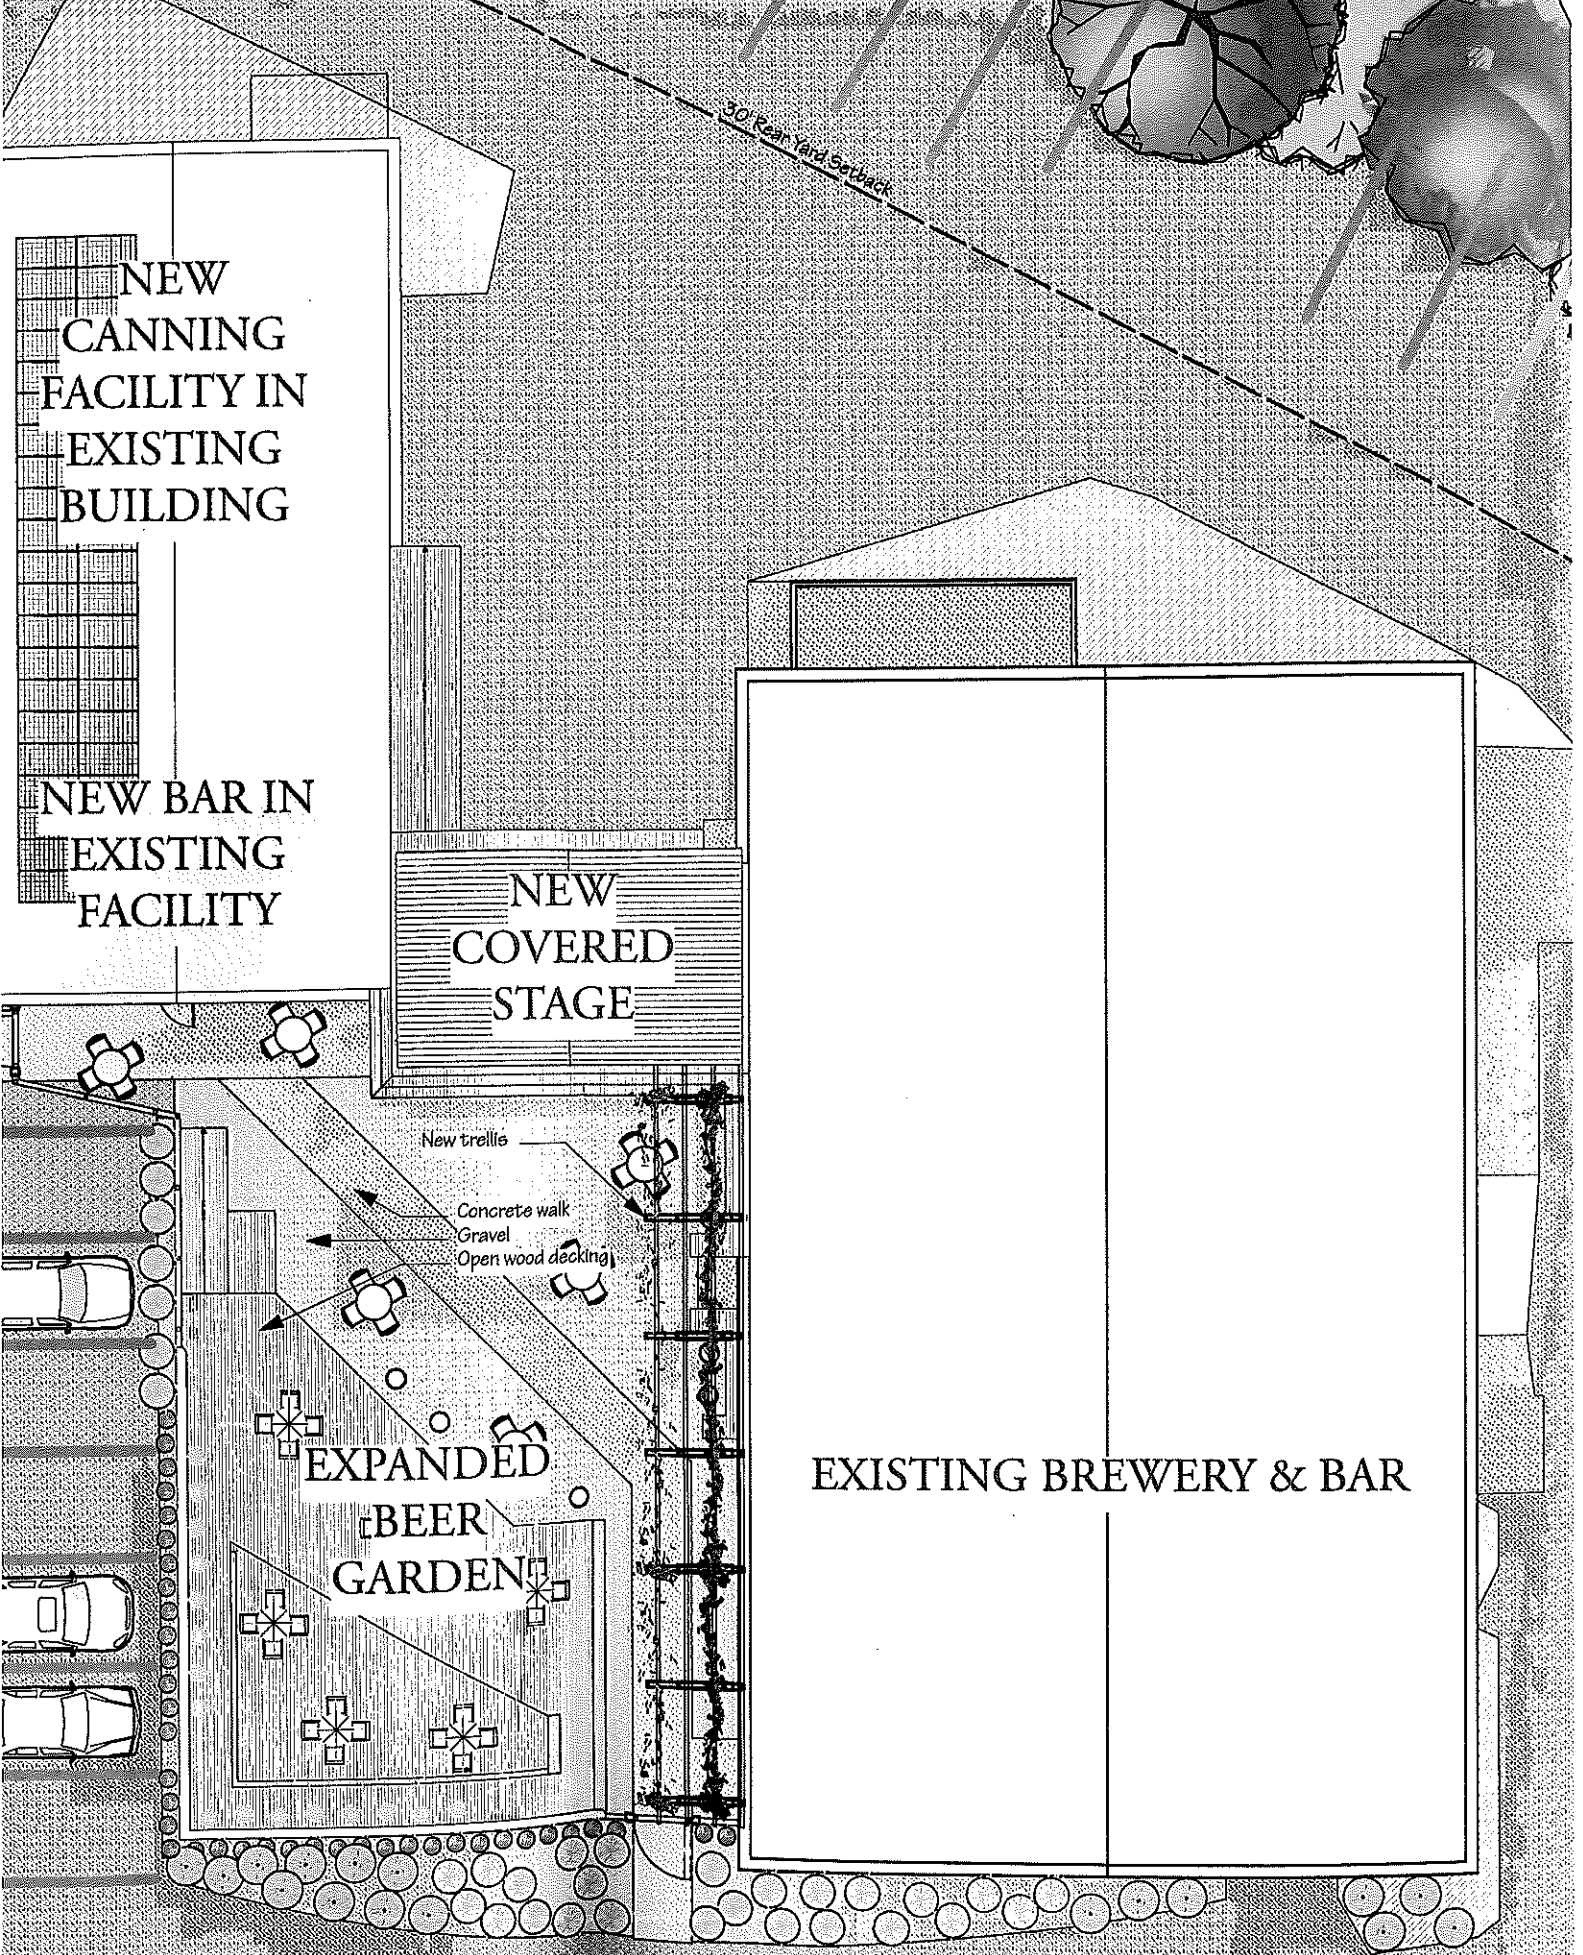 30' Rear Yard Setback
NEW
CANNING
FACILITY IN
EXISTING
BUILDING
NEW BAR IN
EXISTING
FACILITY
NEW
COVERED
STAGE
New trellis
Concrete walk
Gravel
Open wood decking
EXPANDED
BEER
GARDEN
EXISTING BREWERY & BAR